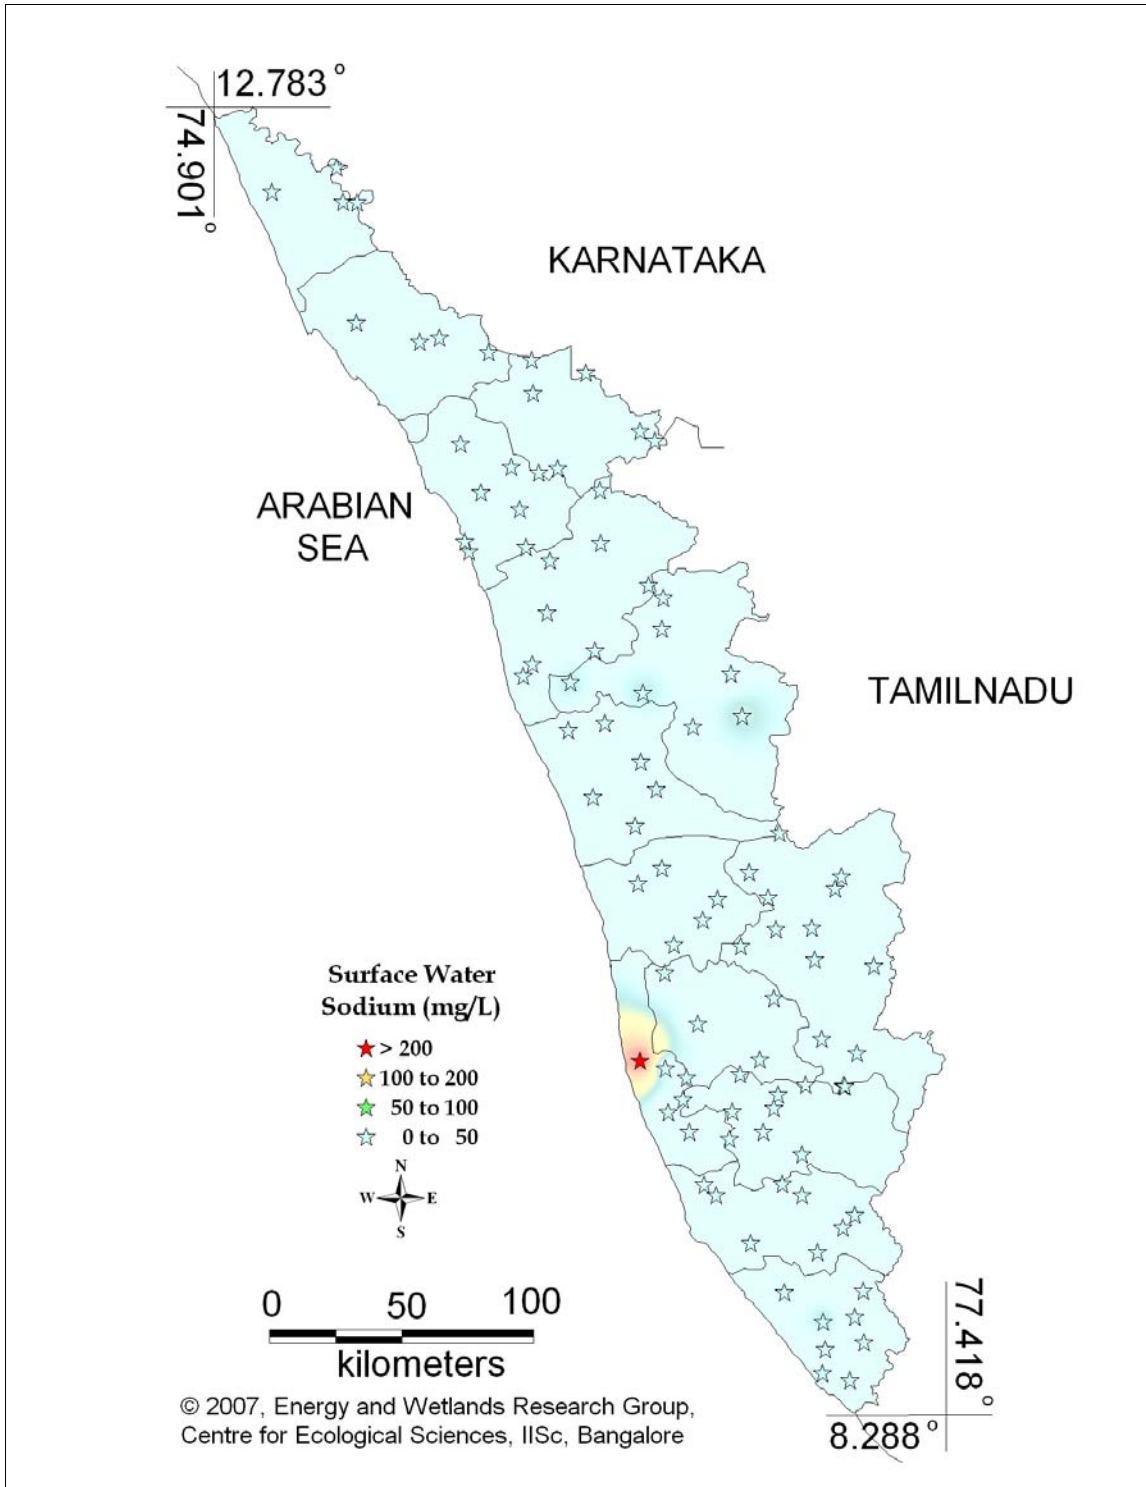 12.783°
74.901°
KARNATAKA
ARABIAN
SEA
TAMILNADU
Surface Water
Sodium (mg/L)
> 200
100 to 200
50 to 100
0 to 50
N
W E
S
0 50 100
kilometers
77.418°
8.288°
© 2007, Energy and Wetlands Research Group,
Centre for Ecological Sciences, IISc, Bangalore